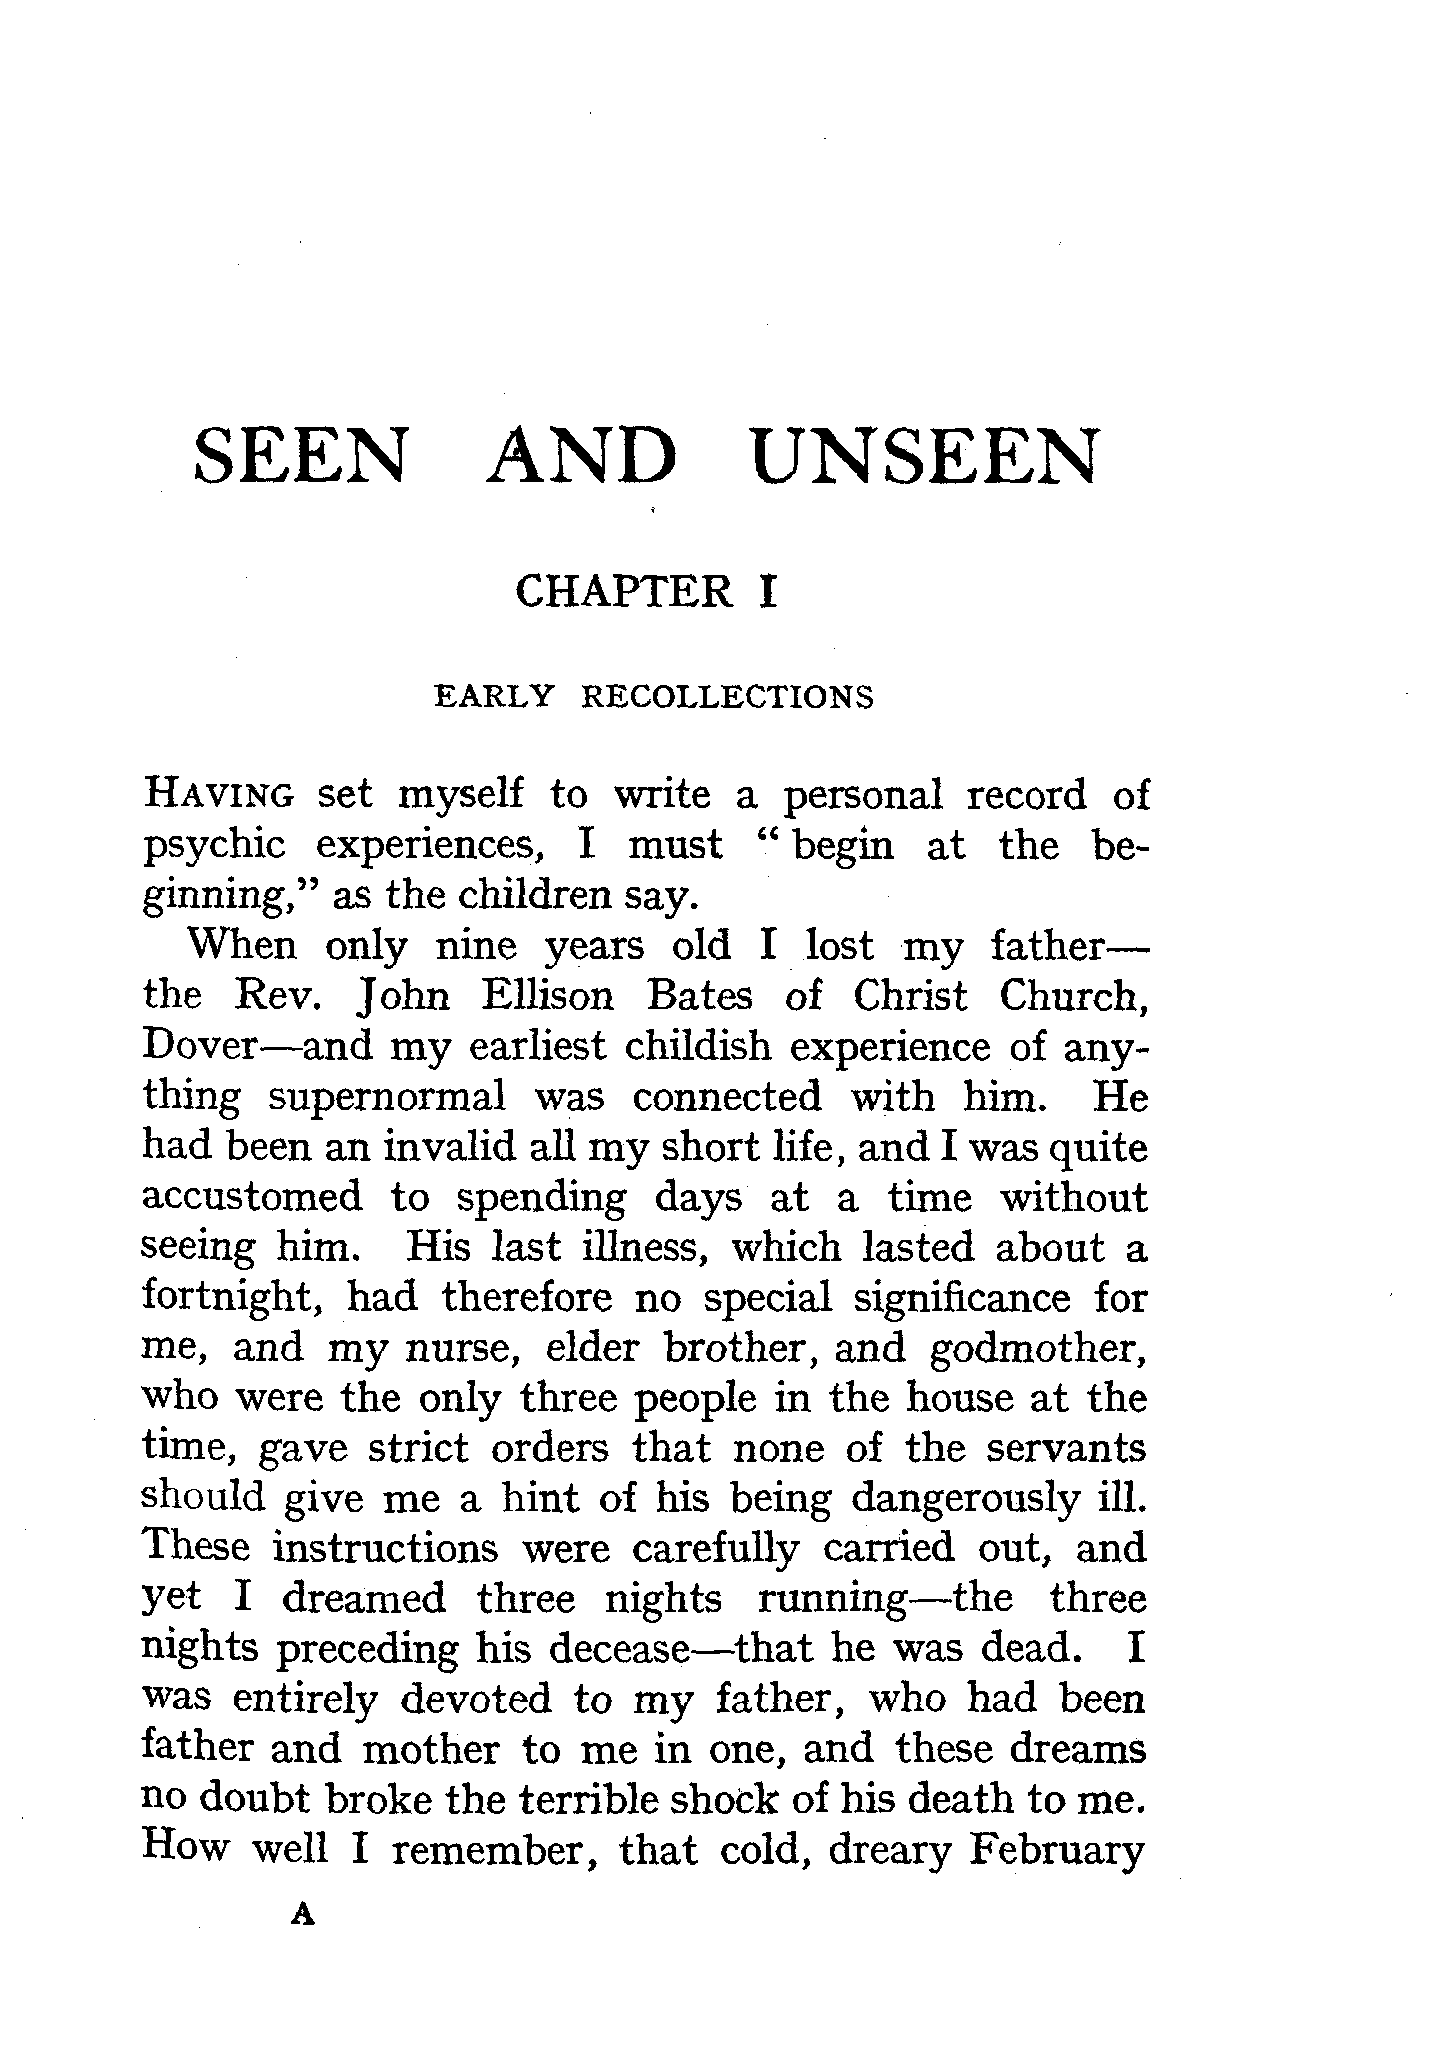 SEEN AND UNSEEN
CHAPTER I
EARLY RECOLLECTIONS
HAVING set myself to write a personal record of
psychic experiences, I must “ begin at the be-
ginning,” as the children say.
When only nine years old I lost my father—
the Rev. John Ellison Bates of Christ Church,
Dover—and my earliest childish experience of any-
thing supernormal was connected with him. He
had been an invalid all my short life, and I was quite
accustomed to spending days at a time without
seeing him. His last illness, which lasted about a
fortnight, had therefore no special significance for
me, and my nurse, elder brother, and godmother,
who were the only three people in the house at the
time, gave strict orders that none of the servants
should give me a hint of his being dangerously ill.
These instructions were carefully carried out, and
yet I dreamed three nights running—the three
nights preceding his decease—that he was dead. I
was entirely devoted to my father, who had been
father and mother to me in one, and these dreams
no doubt broke the terrible shock of his death to me.
How well I remember, that cold, dreary February
A